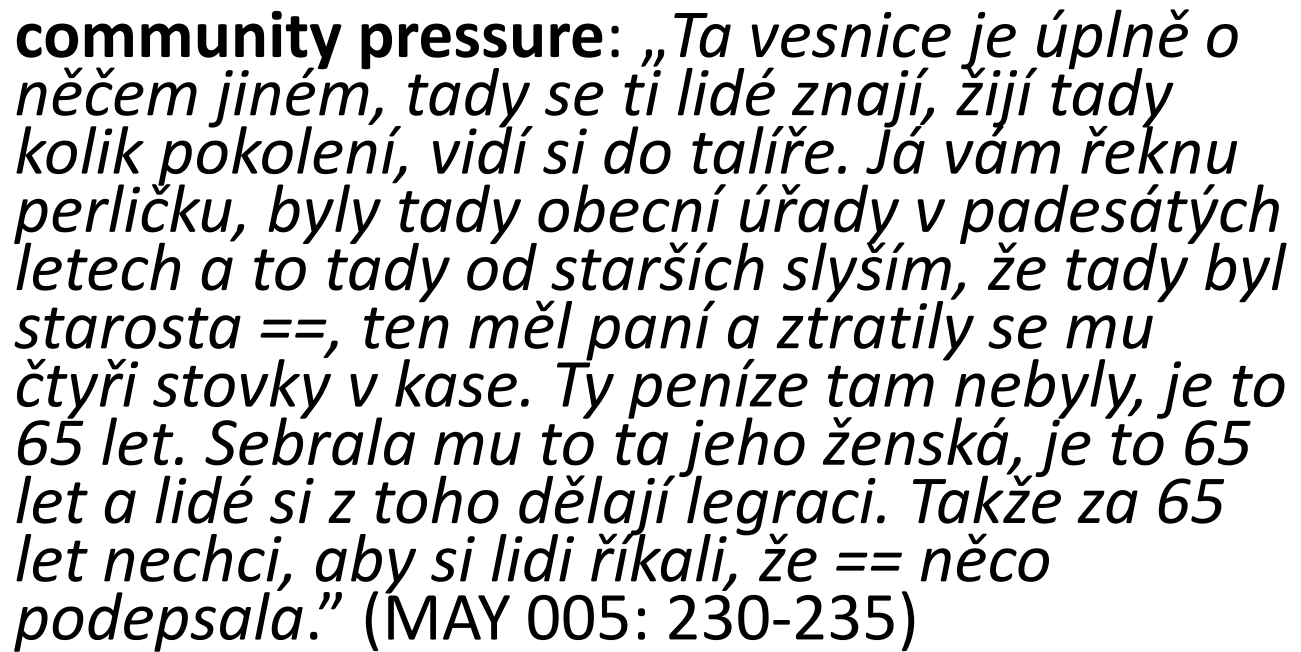 community pressure: „Ta vesnice je úplně o
něčem jiném, tady se ti lidé znají, žijí tady
kolik pokolení, vidí si do talíře. Já vám řeknu
perličku, byly tady obecní úřady v padesátých
letech a to tady od starších slyším, že tady byl
starosta ==, ten měl paní a ztratily se mu
čtyři stovky v kase. Ty peníze tam nebyly, je to
65 let. Sebrala mu to ta jeho ženská, je to 65
let a lidé si z toho dělají legraci. Takže za 65
let nechci, aby si lidi říkali, že == něco
podepsala.” (MAY 005: 230-235)